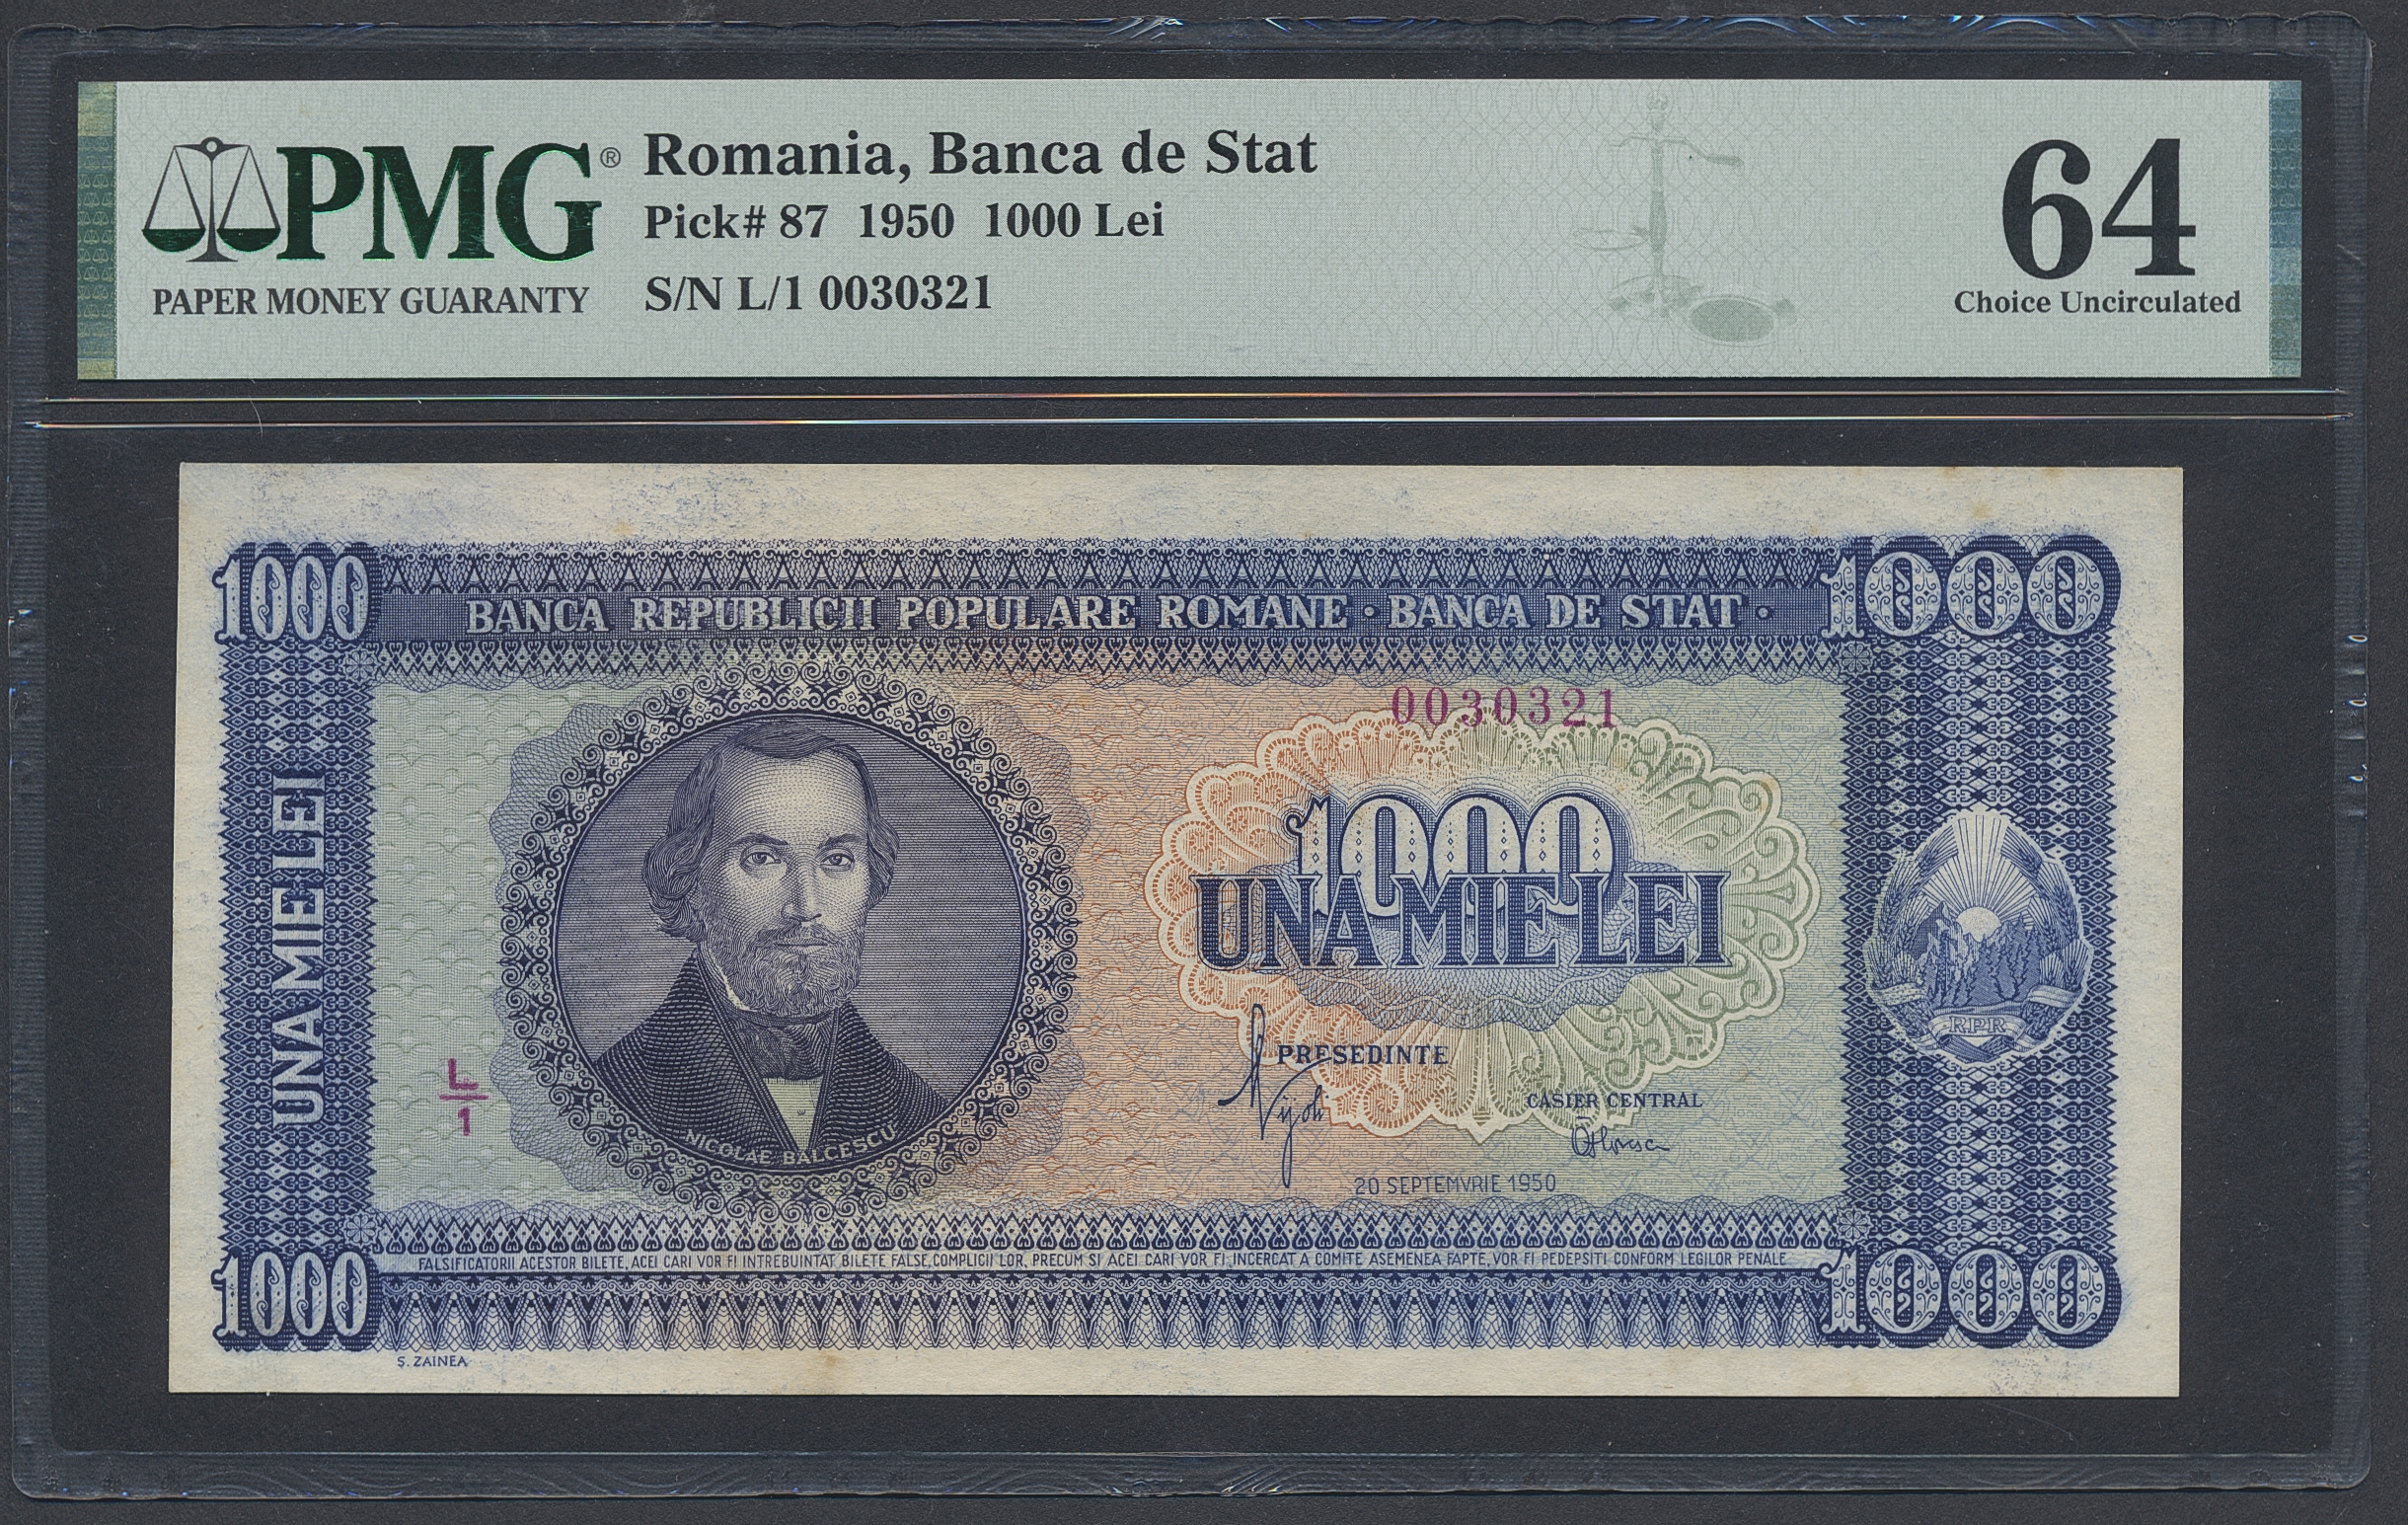 PMG®
PAPER MONEY GUARANTY
Romania, Banca de Stat
Pick# 87 1950 1000 Lei
S/N L/1 0030321
64
Choice Uncirculated
1000
BANCA REPUBLICII POPULARE ROMANE • BANCA DE STAT •
1000
0030321
UNA MIE LEI
1000
UNA MIE LEI
RPR
PRESEDINTE
L
1
CASIER CENTRAL
NICOLAE BALCESCU
20 SEPTEMVRIE 1950
FALSIFICATORII ACESTOR BILETE, ACEI CARI VOR FI INTREBUINTAT BILETE FALSE, COMPLICII LOR, PRECUM SI ACEI CARI VOR FI INCERCAT A COMITE ASEMENEA FAPTE, VOR FI PEDEPSITI CONFORM LEGILOR PENALE
1000
1000
Ș. ZAINEA